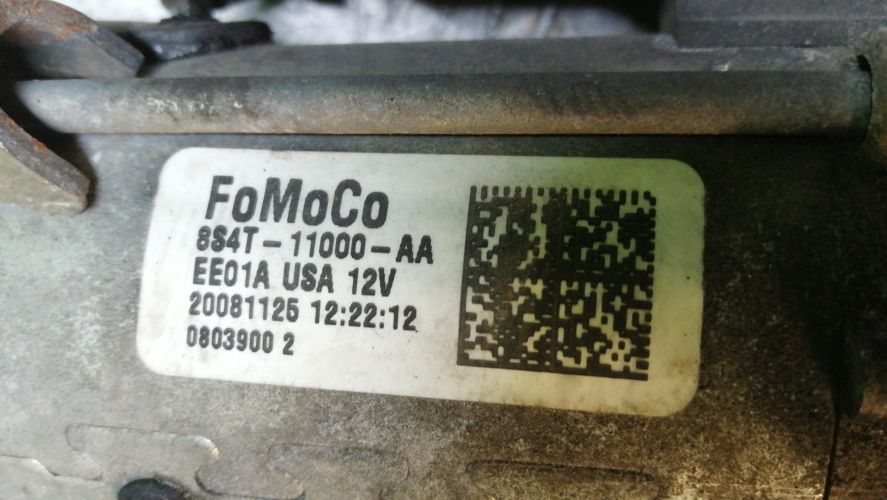 FoMoCo
8S4T-11000-AA
EE01A USA 12V
20081125 12:22:12
0803900 2